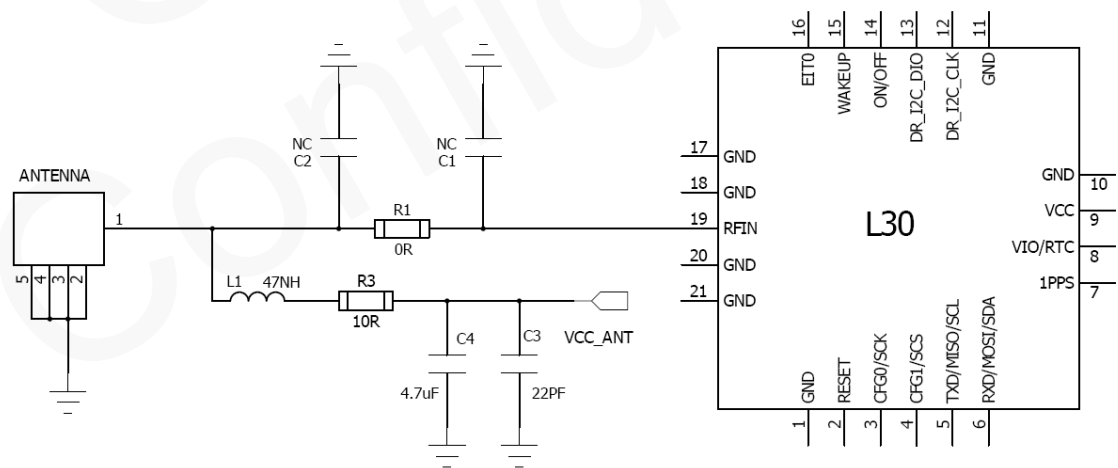 Confid
16
15
14
13
12
11
EIT0
WAKEUP
ON/OFF
DR_I2C_DIO
DR_I2C_CLK
GND
NC
C2
NC
C1
17
GND
18
GND
19
RFIN
20
GND
21
GND
L30
GND
10
VCC
9
VIO/RTC
8
1PPS
7
ANTENNA
1
5
4
3
2
R1
0R
L1
47NH
R3
10R
VCC_ANT
C4
4.7uF
C3
22PF
GND
RESET
CFG0/SCK
CFG1/SCS
TXD/MISO/SCL
RXD/MOSI/SDA
1
2
3
4
5
6